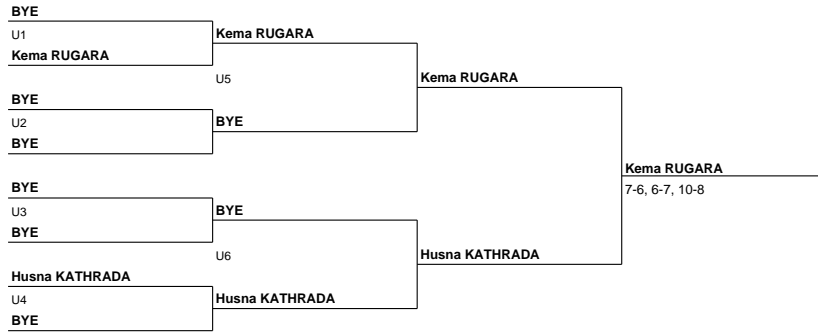 BYE
U1
Kema RUGARA
Kema RUGARA
U5
Kema RUGARA
BYE
U2
BYE
BYE
Kema RUGARA
7-6, 6-7, 10-8
BYE
U3
BYE
BYE
U6
Husna KATHRADA
Husna KATHRADA
U4
Husna KATHRADA
BYE